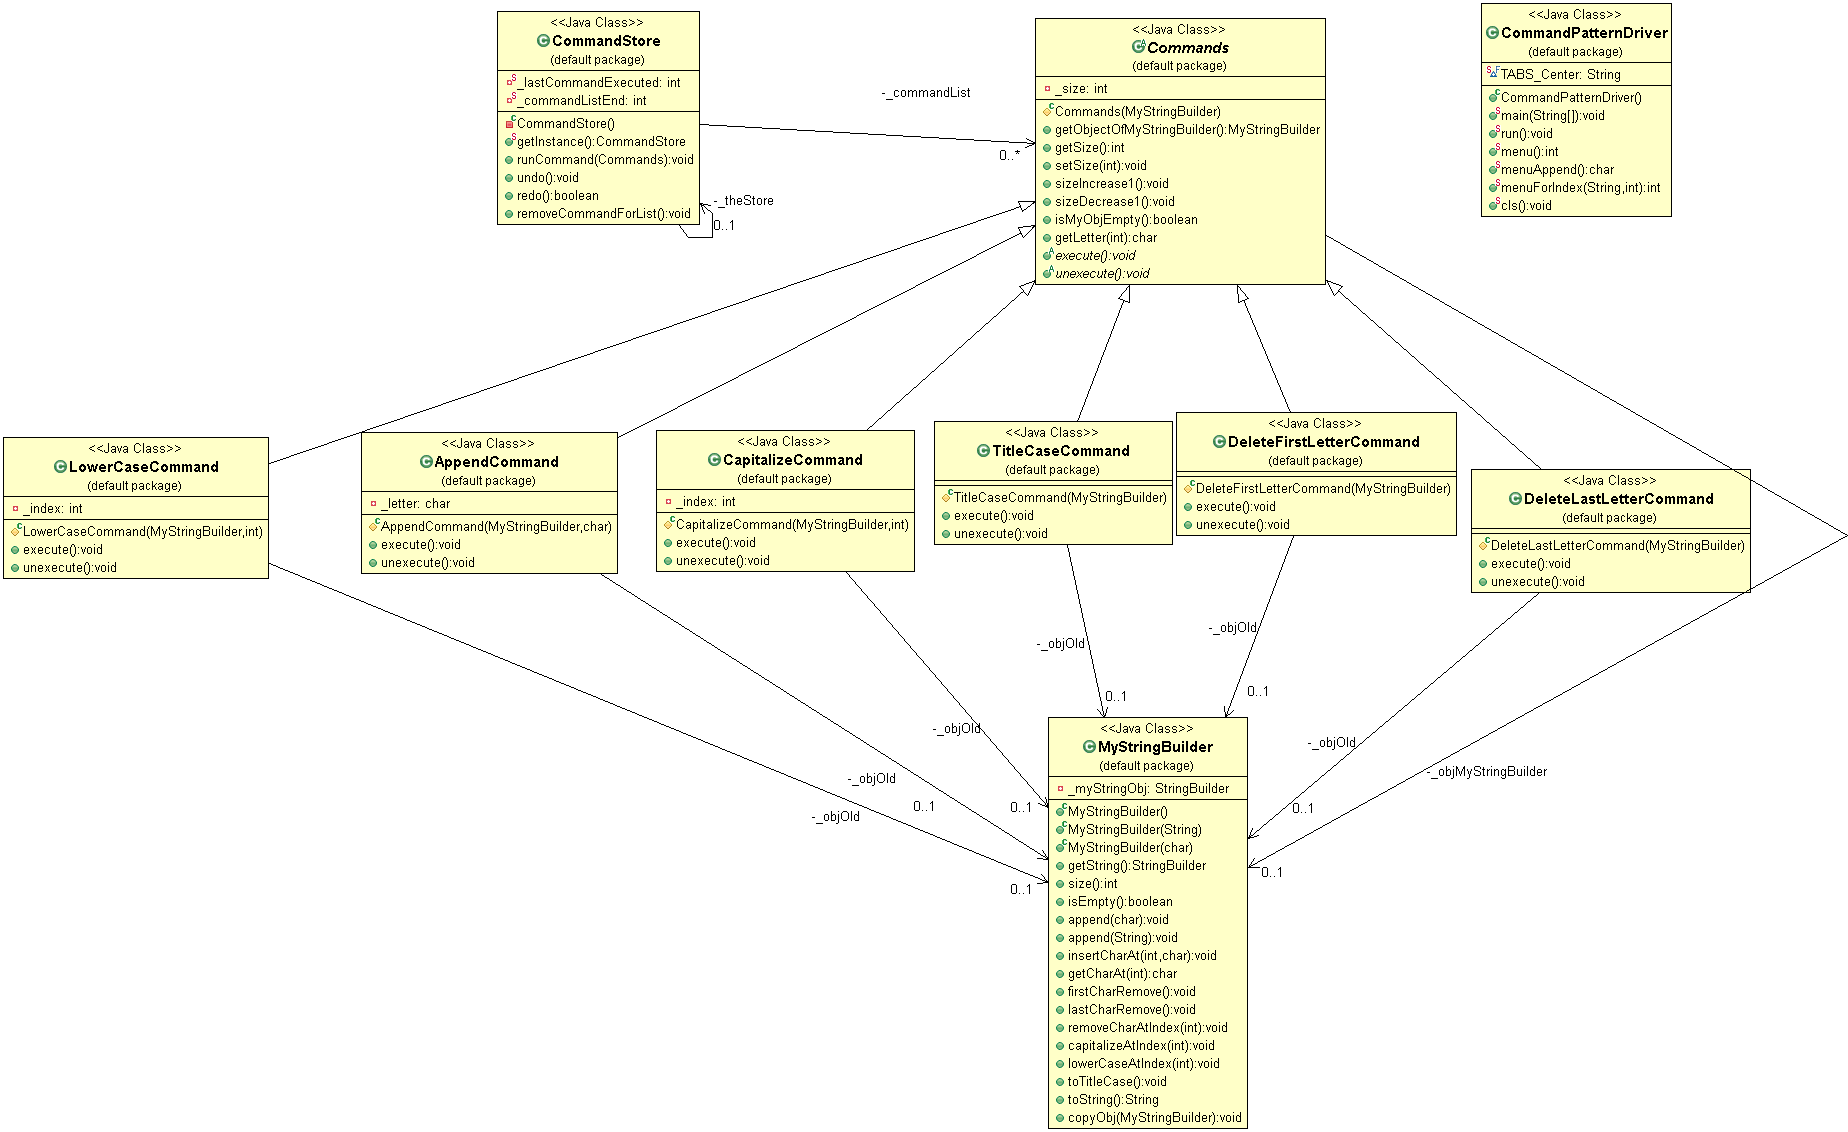 <<Java Class>>
CommandStore
(default package)
_lastCommandExecuted: int
_commandListEnd: int
CommandStore()
getInstance():CommandStore
runCommand(Commands):void
undo():void
redo():boolean
removeCommandForList():void
-_theStore
0..1
-_commandList
0..*
<<Java Class>>
Commands
(default package)
_size: int
Commands(MyStringBuilder)
getObjectOfMyStringBuilder():MyStringBuilder
getSize():int
setSize(int):void
sizeIncrease1():void
sizeDecrease1():void
isMyObjEmpty():boolean
getLetter(int):char
execute():void
unexecute():void
<<Java Class>>
CommandPatternDriver
(default package)
TABS_Center: String
CommandPatternDriver()
main(String[]):void
run():void
menu():int
menuAppend():char
menuForIndex(String,int):int
cls():void
<<Java Class>>
LowerCaseCommand
(default package)
_index: int
LowerCaseCommand(MyStringBuilder,int)
execute():void
unexecute():void
<<Java Class>>
AppendCommand
(default package)
_letter: char
AppendCommand(MyStringBuilder,char)
execute():void
unexecute():void
<<Java Class>>
CapitalizeCommand
(default package)
_index: int
CapitalizeCommand(MyStringBuilder,int)
execute():void
unexecute():void
<<Java Class>>
TitleCaseCommand
(default package)
TitleCaseCommand(MyStringBuilder)
execute():void
unexecute():void
<<Java Class>>
DeleteFirstLetterCommand
(default package)
DeleteFirstLetterCommand(MyStringBuilder)
execute():void
unexecute():void
<<Java Class>>
DeleteLastLetterCommand
(default package)
DeleteLastLetterCommand(MyStringBuilder)
execute():void
unexecute():void
-_objOld
0..1
-_objOld
0..1
-_objOld
0..1
-_objOld
0..1
-_objOld
0..1
-_objOld
0..1
-_objMyStringBuilder
0..1
<<Java Class>>
MyStringBuilder
(default package)
_myStringObj: StringBuilder
MyStringBuilder()
MyStringBuilder(String)
MyStringBuilder(char)
getString():StringBuilder
size():int
isEmpty():boolean
append(char):void
append(String):void
insertCharAt(int,char):void
getCharAt(int):char
firstCharRemove():void
lastCharRemove():void
removeCharAtIndex(int):void
capitalizeAtIndex(int):void
lowerCaseAtIndex(int):void
toTitleCase():void
toString():String
copyObj(MyStringBuilder):void